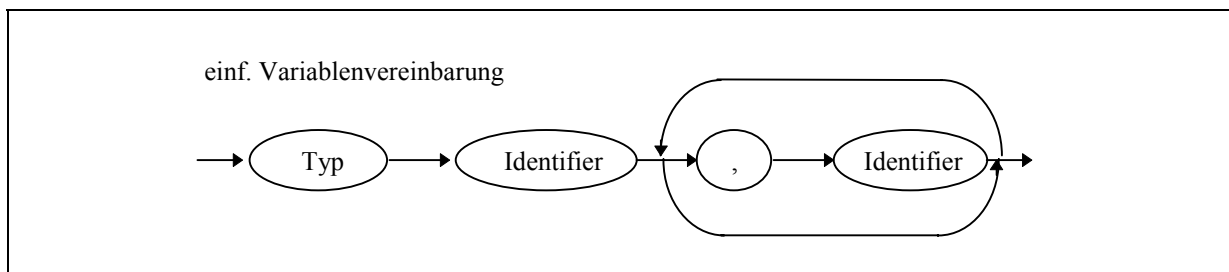 einf. Variablenvereinbarung
Typ Identifier , Identifier